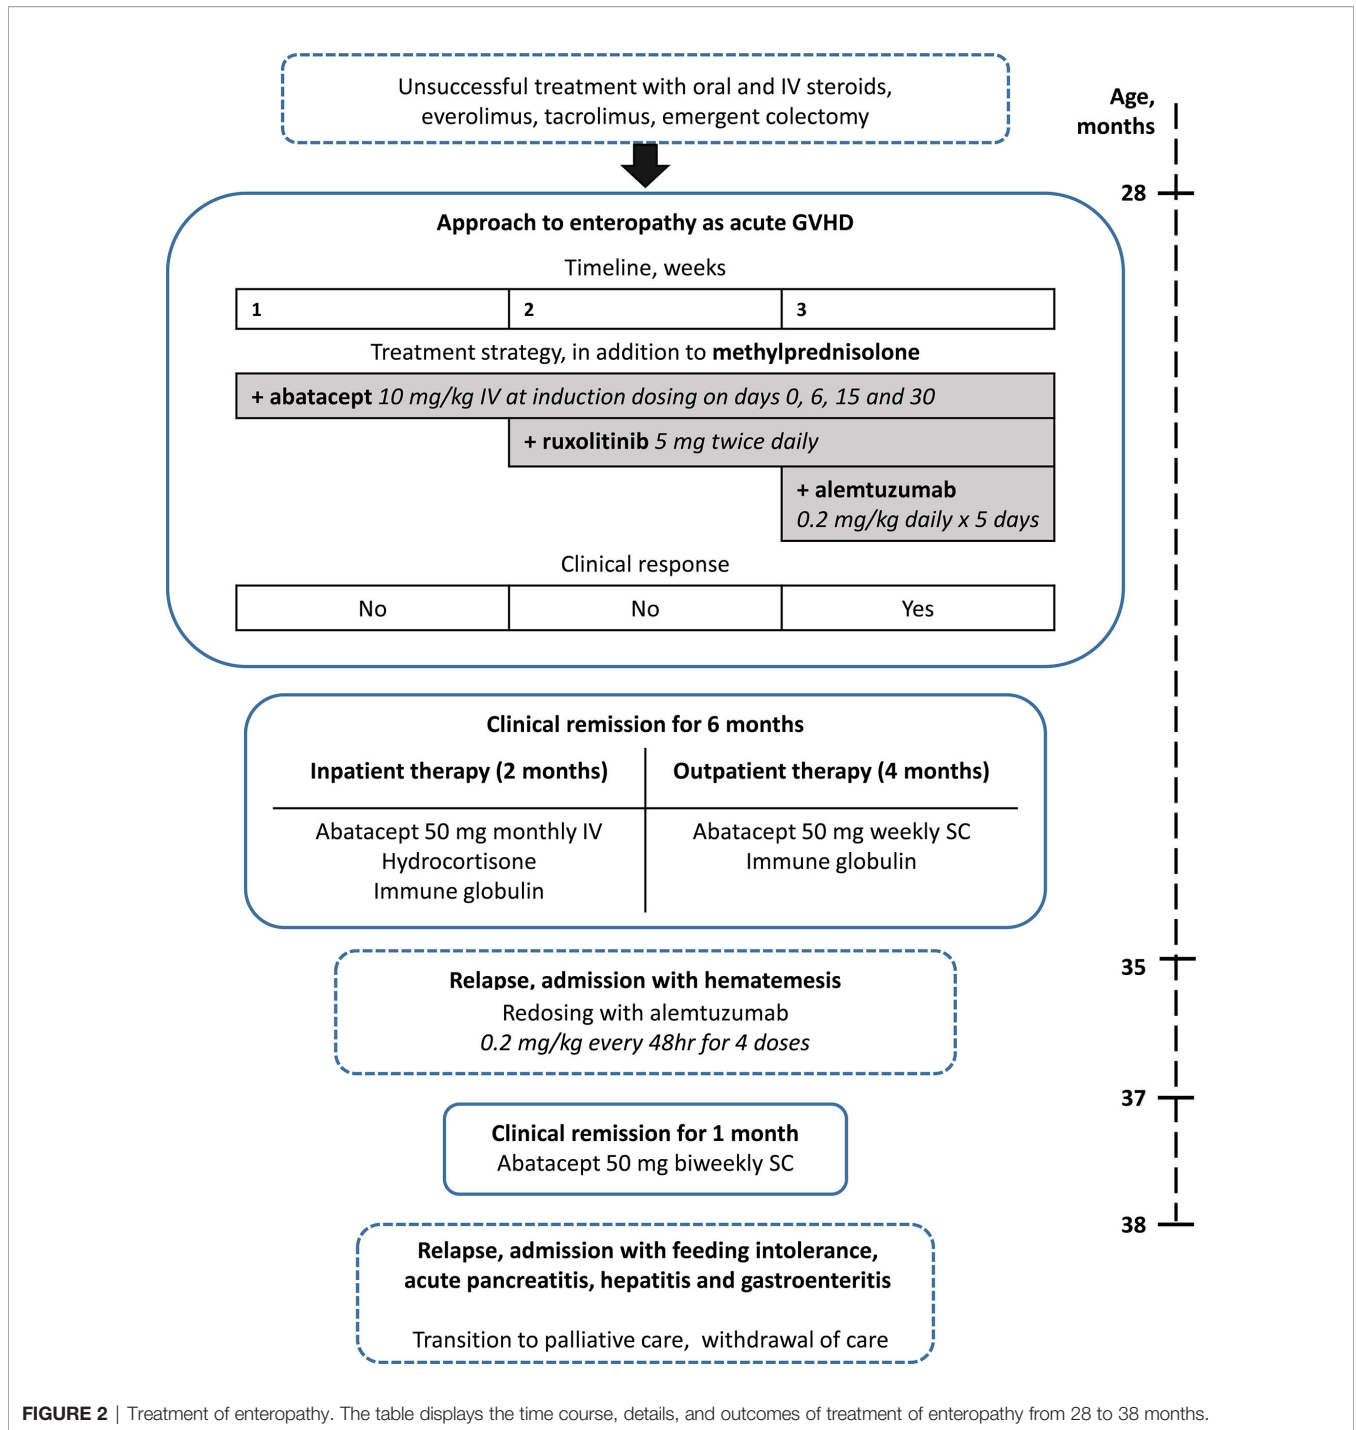 Unsuccessful treatment with oral and IV steroids,
everolimus, tacrolimus, emergent colectomy
Age,
months
28
Approach to enteropathy as acute GVHD
Timeline, weeks
1 2 3
Treatment strategy, in addition to methylprednisolone
+ abatacept 10 mg/kg IV at induction dosing on days 0, 6, 15 and 30
+ ruxolitinib 5 mg twice daily
+ alemtuzumab
0.2 mg/kg daily x 5 days
Clinical response
No No Yes
Clinical remission for 6 months
Inpatient therapy (2 months)
Abatacept 50 mg monthly IV
Hydrocortisone
Immune globulin
Outpatient therapy (4 months)
Abatacept 50 mg weekly SC
Immune globulin
35
Relapse, admission with hematemesis
Redosing with alemtuzumab
0.2 mg/kg every 48hr for 4 doses
37
Clinical remission for 1 month
Abatacept 50 mg biweekly SC
38
Relapse, admission with feeding intolerance,
acute pancreatitis, hepatitis and gastroenteritis
Transition to palliative care, withdrawal of care
FIGURE 2 | Treatment of enteropathy. The table displays the time course, details, and outcomes of treatment of enteropathy from 28 to 38 months.